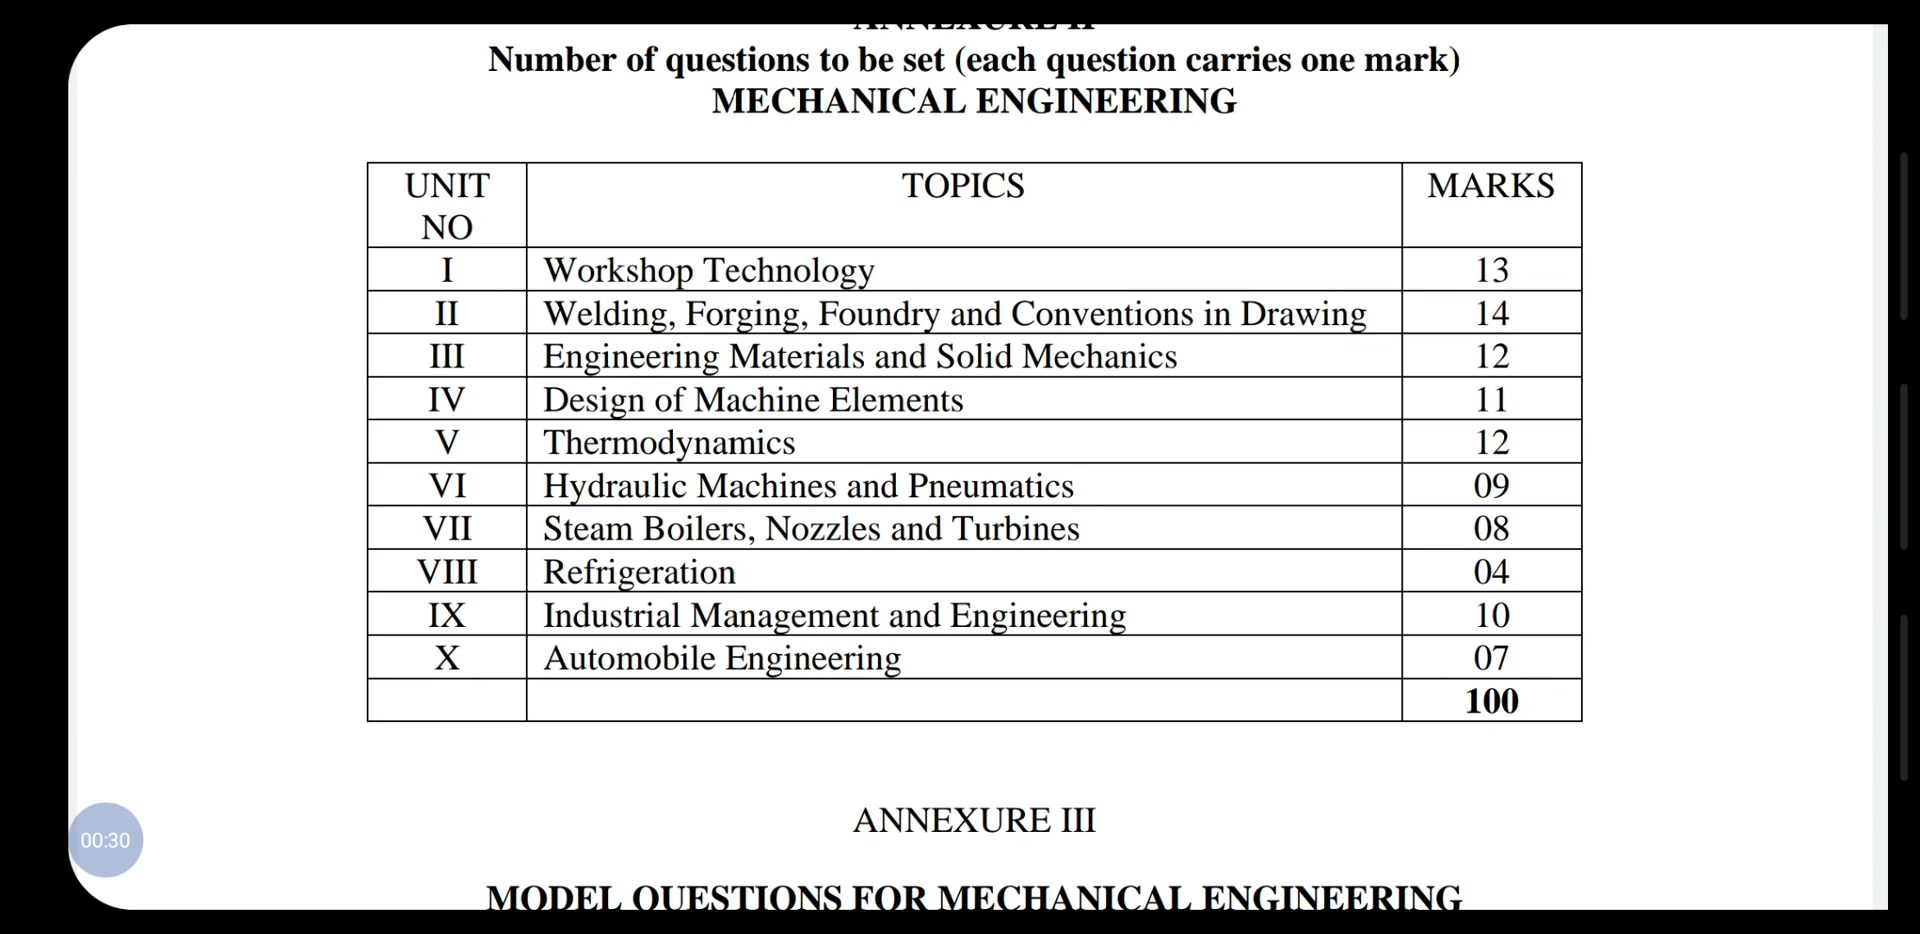 ANNEXURE II
Number of questions to be set (each question carries one mark)
MECHANICAL ENGINEERING
UNIT NO TOPICS MARKS
I Workshop Technology 13
II Welding, Forging, Foundry and Conventions in Drawing 14
III Engineering Materials and Solid Mechanics 12
IV Design of Machine Elements 11
V Thermodynamics 12
VI Hydraulic Machines and Pneumatics 09
VII Steam Boilers, Nozzles and Turbines 08
VIII Refrigeration 04
IX Industrial Management and Engineering 10
X Automobile Engineering 07
100
ANNEXURE III
00:30
MODEL QUESTIONS FOR MECHANICAL ENGINEERING